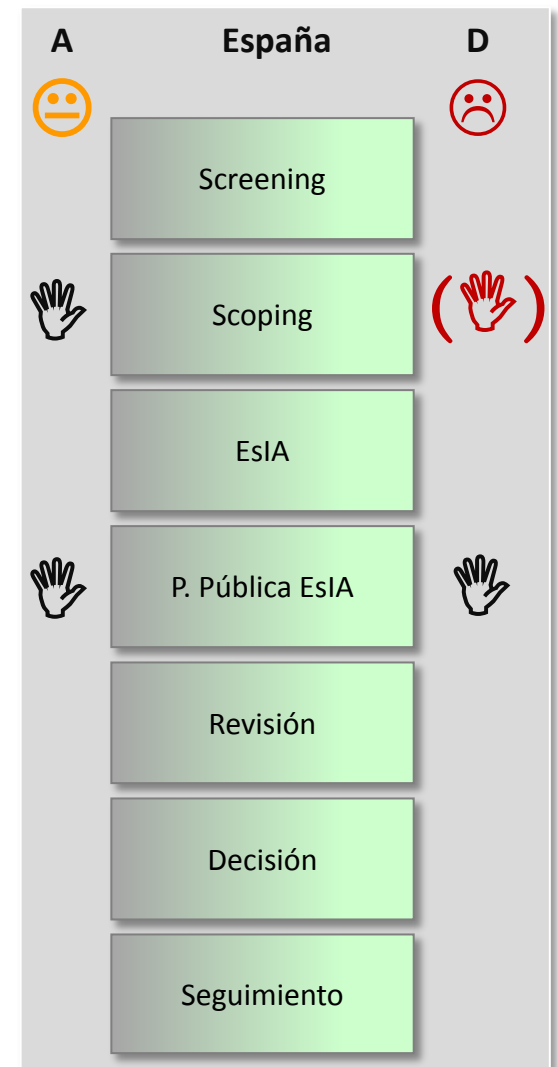 A España D
Screening
Scoping
( )
EsIA
P. Pública EsIA
Revisión
Decisión
Seguimiento